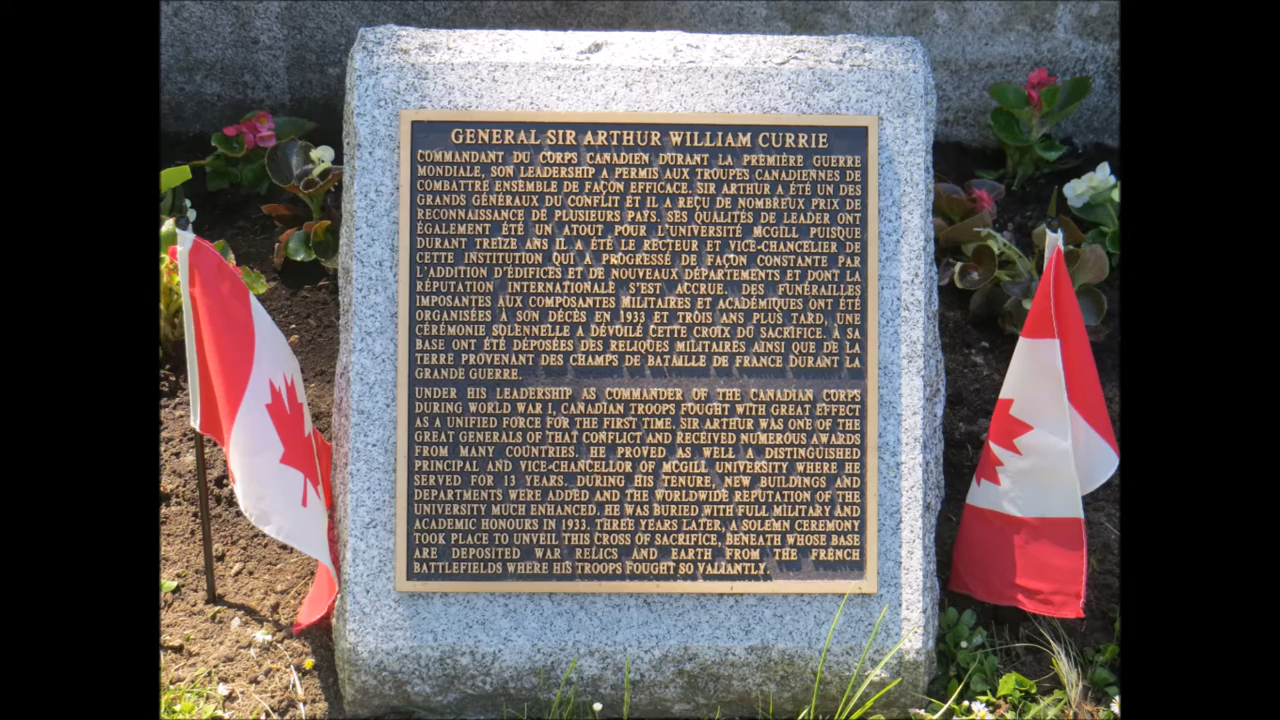 GENERAL SIR ARTHUR WILLIAM CURRIE
COMMANDANT DU CORPS CANADIEN DURANT LA PREMIÈRE GUERRE
MONDIALE, SON LEADERSHIP A PERMIS AUX TROUPES CANADIENNES DE
COMBATTRE ENSEMBLE DE FAÇON EFFICACE. SIR ARTHUR A ÉTÉ UN DES
GRANDS GÉNÉRAUX DU CONFLIT ET IL A REÇU DE NOMBREUX PRIX DE
RECONNAISSANCE DE PLUSIEURS PAYS. SES QUALITÉS DE LEADER ONT
ÉGALEMENT ÉTÉ UN ATOUT POUR L'UNIVERSITÉ MCGILL PUISQUE
DURANT TREIZE ANS IL A ÉTÉ LE RECTEUR ET VICE-CHANCELIER DE
CETTE INSTITUTION QUI A PROGRESSÉ DE FAÇON CONSTANTE PAR
L'ADDITION D'ÉDIFICES ET DE NOUVEAUX DÉPARTEMENTS ET DONT LA
RÉPUTATION INTERNATIONALE S'EST ACCRUE. DES FUNÉRAILLES
IMPOSANTES AUX COMPOSANTES MILITAIRES ET ACADÉMIQUES ONT ÉTÉ
ORGANISÉES À SON DÉCÈS EN 1933 ET TROIS ANS PLUS TARD, UNE
CÉRÉMONIE SOLENNELLE A DÉVOILÉ CETTE CROIX DU SACRIFICE. À SA
BASE ONT ÉTÉ DÉPOSÉES DES RELIQUES MILITAIRES AINSI QUE DE LA
TERRE PROVENANT DES CHAMPS DE BATAILLE DE FRANCE DURANT LA
GRANDE GUERRE.
UNDER HIS LEADERSHIP AS COMMANDER OF THE CANADIAN CORPS
DURING WORLD WAR I, CANADIAN TROOPS FOUGHT WITH GREAT EFFECT
AS A UNIFIED FORCE FOR THE FIRST TIME. SIR ARTHUR WAS ONE OF THE
GREAT GENERALS OF THAT CONFLICT AND RECEIVED NUMEROUS AWARDS
FROM MANY COUNTRIES. HE PROVED AS WELL A DISTINGUISHED
PRINCIPAL AND VICE-CHANCELLOR OF MCGILL UNIVERSITY WHERE HE
SERVED FOR 13 YEARS. DURING HIS TENURE, NEW BUILDINGS AND
DEPARTMENTS WERE ADDED AND THE WORLDWIDE REPUTATION OF THE
UNIVERSITY MUCH ENHANCED. HE WAS BURIED WITH FULL MILITARY AND
ACADEMIC HONOURS IN 1933. THREE YEARS LATER, A SOLEMN CEREMONY
TOOK PLACE TO UNVEIL THIS CROSS OF SACRIFICE, BENEATH WHOSE BASE
ARE DEPOSITED WAR RELICS AND EARTH FROM THE FRENCH
BATTLEFIELDS WHERE HIS TROOPS FOUGHT SO VALIANTLY.